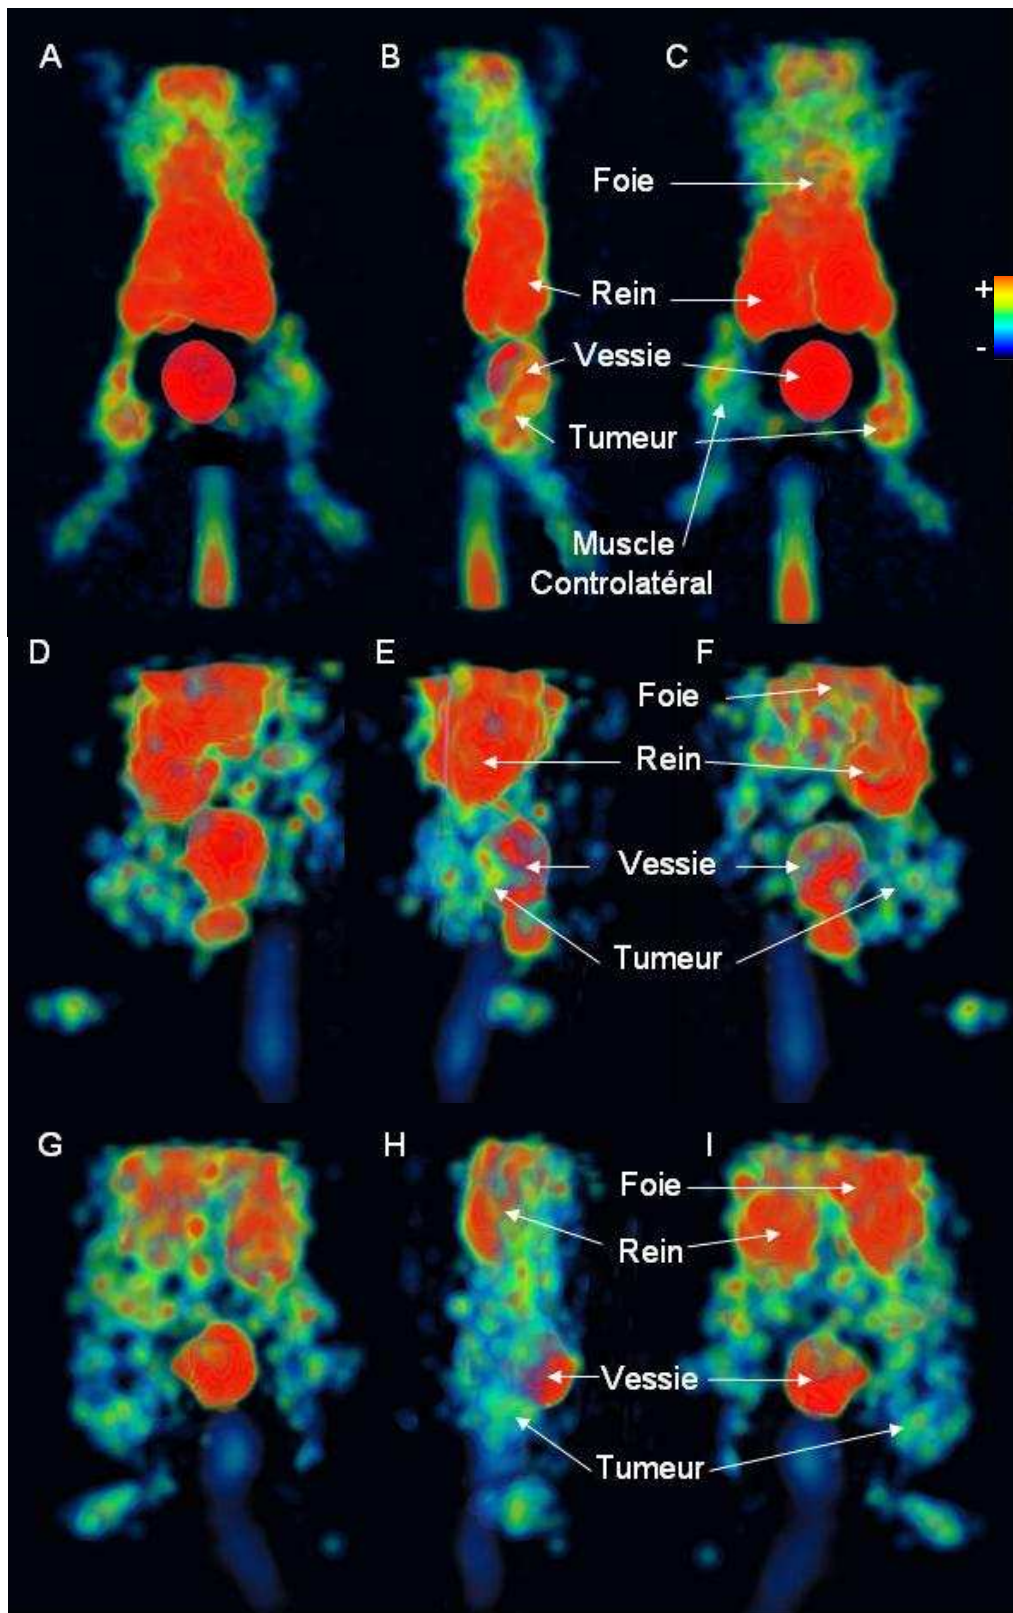 A B C
Foie
+
Rein
Vessie
-
Tumeur
Muscle
Controlatéral
D E F
Foie
Rein
Vessie
Tumeur
G H I
Foie
Rein
Vessie
Tumeur